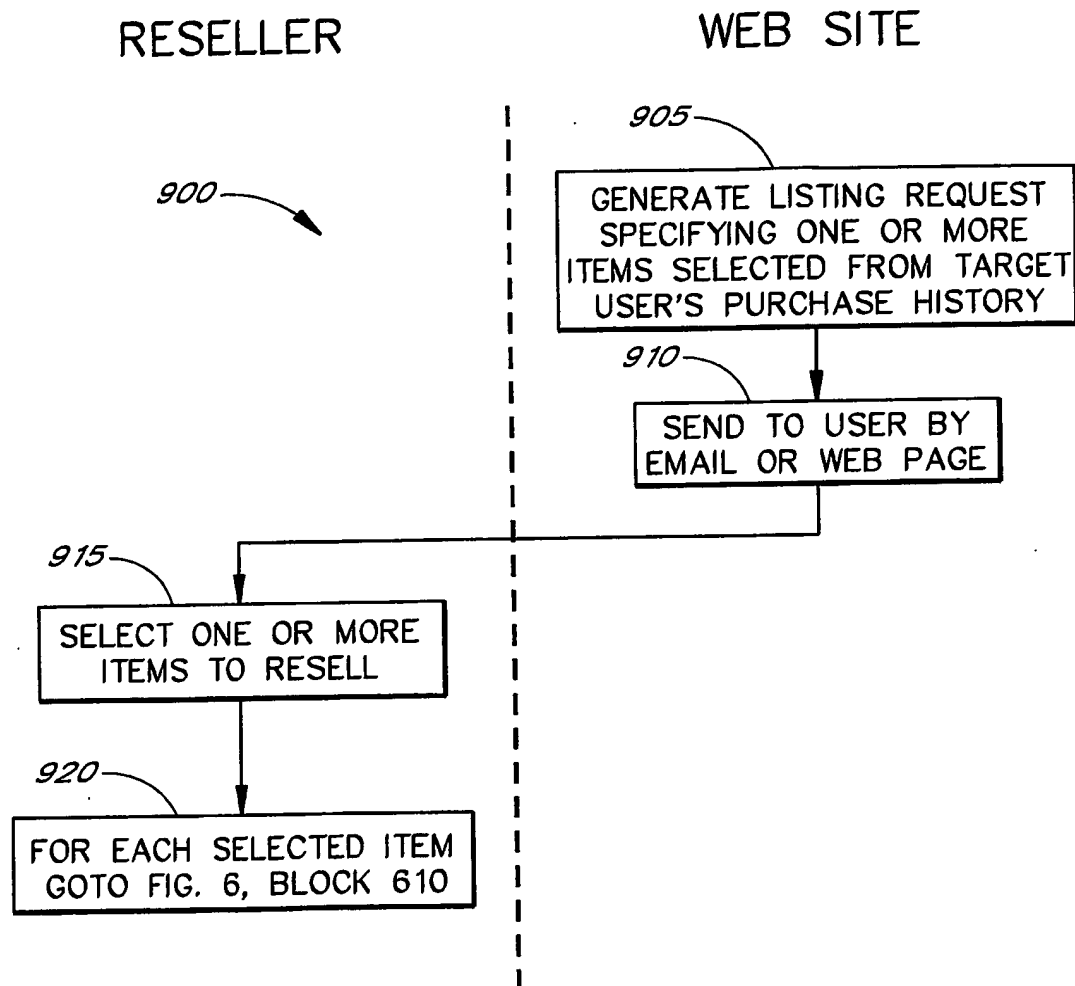 RESELLER
WEB SITE
900
905
GENERATE LISTING REQUEST
SPECIFYING ONE OR MORE
ITEMS SELECTED FROM TARGET
USER'S PURCHASE HISTORY
910
SEND TO USER BY
EMAIL OR WEB PAGE
915
SELECT ONE OR MORE
ITEMS TO RESELL
920
FOR EACH SELECTED ITEM
GOTO FIG. 6, BLOCK 610